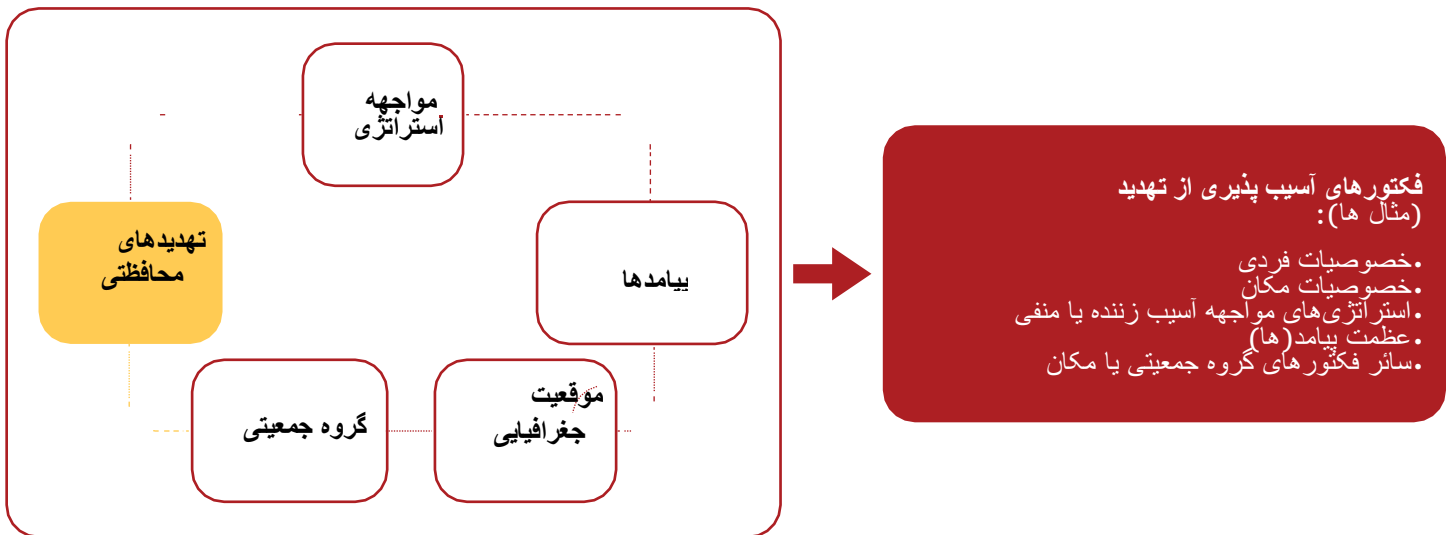 مواجهه
استراتژی
تهدیدهای
محافظتی
پیامدها
گروه جمعیتی
موقعیت
جغرافیایی
فکتورهای آسیب پذیری از تهدید
(مثال ها):
•خصوصیات فردی
•خصوصیات مکان
•استراتژی‌های مواجهه آسیب زننده یا منفی
•عظمت پیامد(ها)
•سائر فکتورهای گروه جمعیتی یا مکان